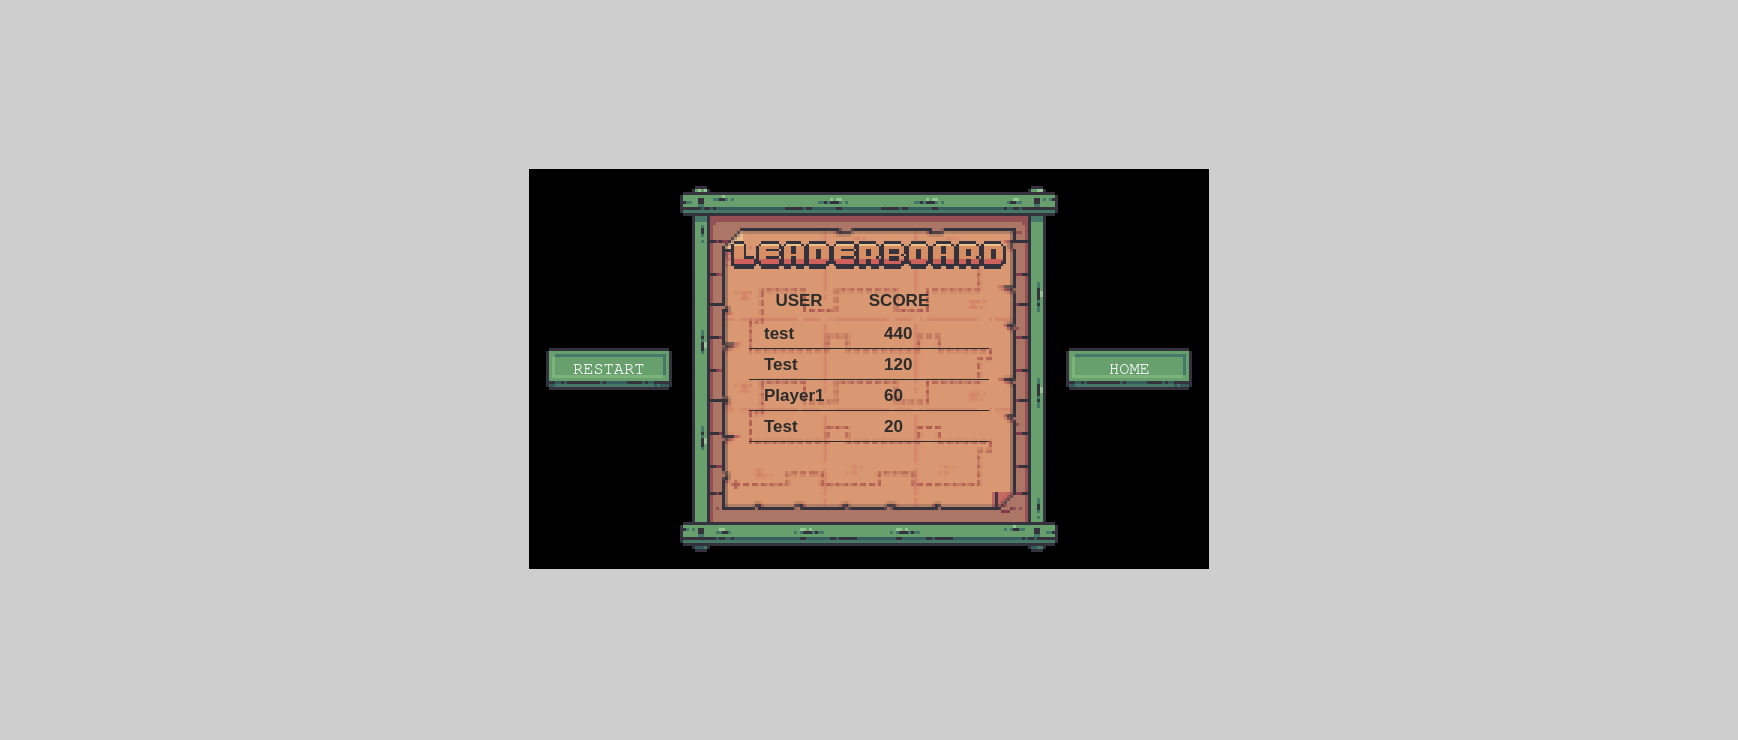 LEADERBOARD
USER SCORE
test 440
Test 120
Player1 60
Test 20
RESTART
HOME